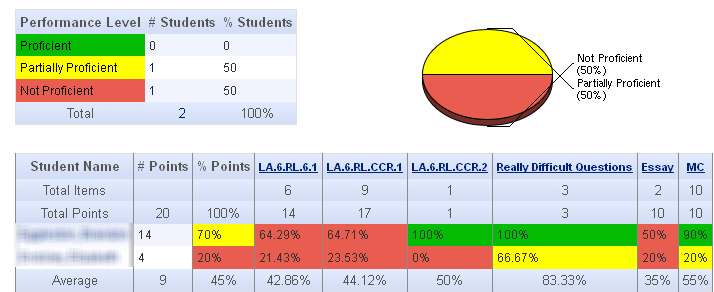 Performance Level # Students % Students
Proficient 0 0
Partially Proficient 1 50
Not Proficient 1 50
Total 2 100%
Not Proficient
(50%)
Partially Proficient
(50%)
Student Name # Points % Points LA.6.RL.6.1 LA.6.RL.CCR.1 LA.6.RL.CCR.2 Really Difficult Questions Essay MC
Total Items 6 9 1 3 2 10
Total Points 20 100% 14 17 1 3 10 10
14 70% 64.29% 64.71% 100% 100% 50% 90%
4 20% 21.43% 23.53% 0% 66.67% 20% 20%
Average 9 45% 42.86% 44.12% 50% 83.33% 35% 55%